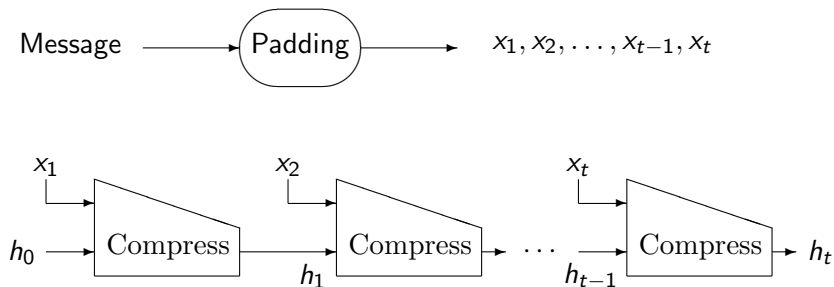 Message Padding x₁, x₂, . . . , xₜ₋₁, xₜ
x₁ x₂ xₜ
h₀ Compress Compress · · · Compress hₜ
h₁ hₜ₋₁